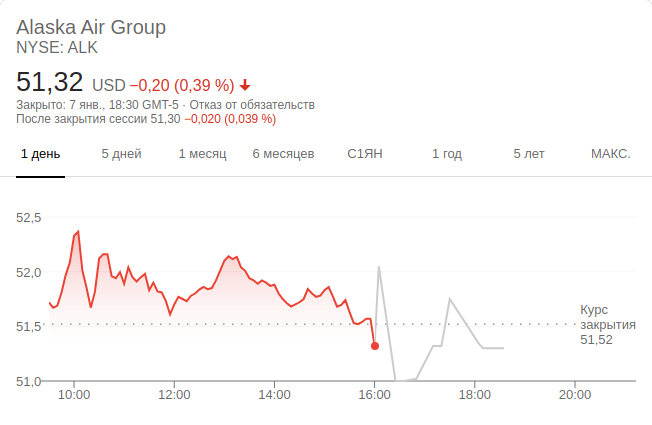 Alaska Air Group
NYSE: ALK
51,32 USD −0,20 (0,39 %)
Закрыто: 7 янв., 18:30 GMT-5 · Отказ от обязательств
После закрытия сессии 51,30 −0,020 (0,039 %)
1 день 5 дней 1 месяц 6 месяцев С1ЯН 1 год 5 лет МАКС.
52,5
52,0
51,5
51,0
Курс
закрытия
51,52
10:00 12:00 14:00 16:00 18:00 20:00